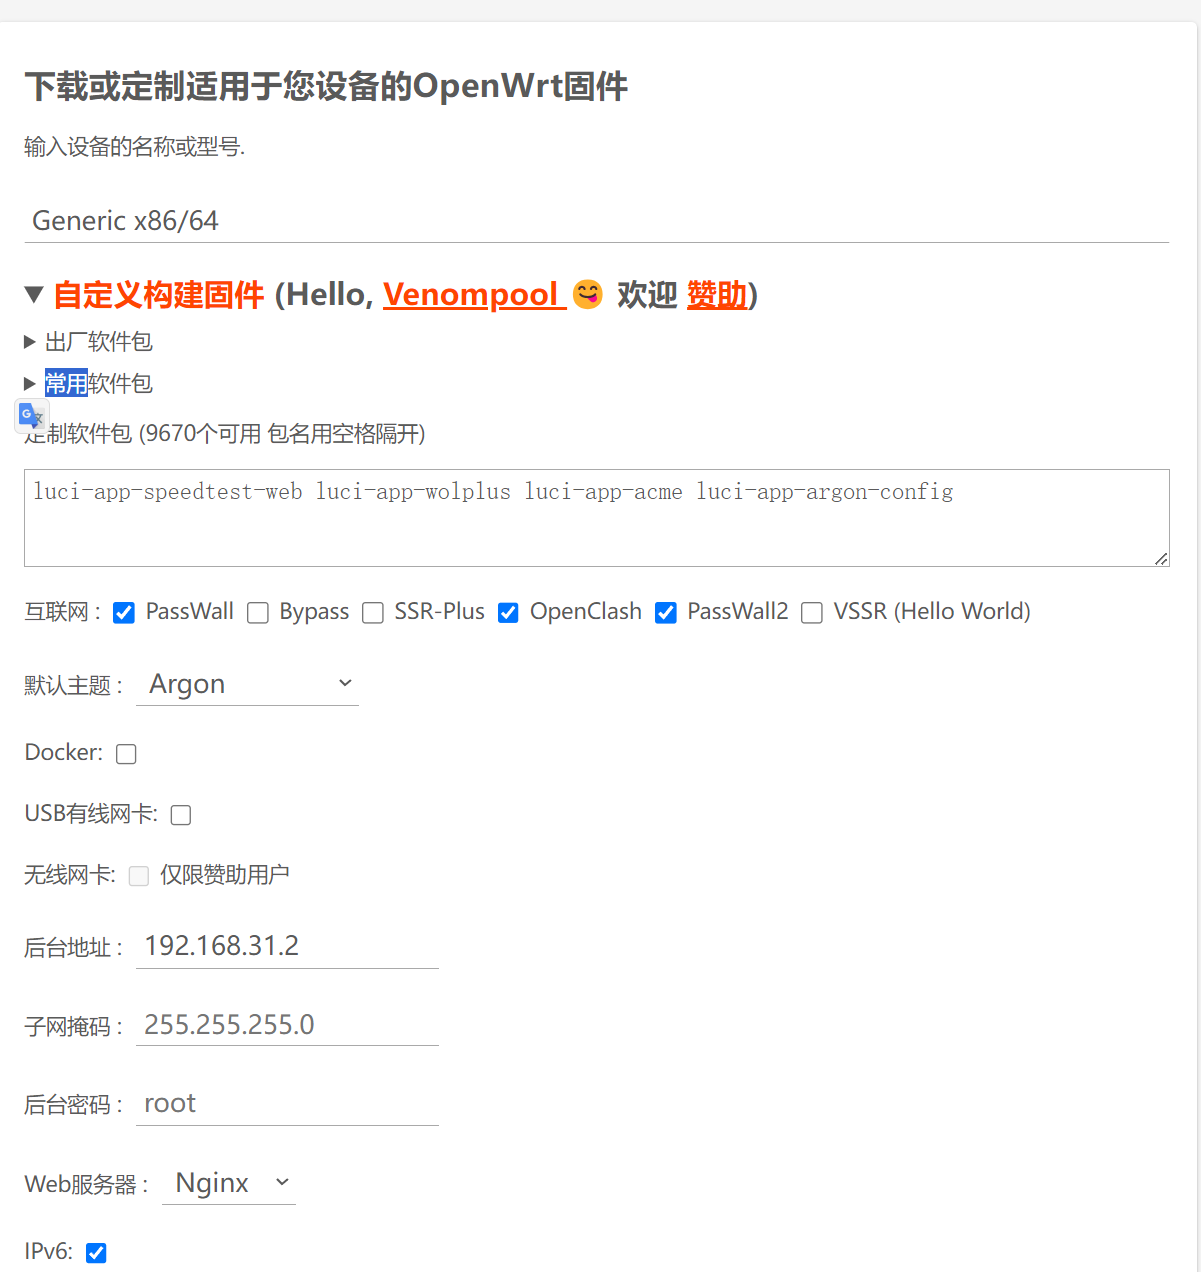 下载或定制适用于您设备的OpenWrt固件
输入设备的名称或型号.
Generic x86/64
▼ 自定义构建固件 (Hello, Venompool 😋 欢迎 赞助)
▶ 出厂软件包
▶ 常用软件包
定制软件包 (9670个可用 包名用空格隔开)
luci-app-speedtest-web luci-app-wolplus luci-app-acme luci-app-argon-config
互联网 : PassWall Bypass SSR-Plus OpenClash PassWall2 VSSR (Hello World)
默认主题 : Argon
Docker:
USB有线网卡:
无线网卡: 仅限赞助用户
后台地址 : 192.168.31.2
子网掩码 : 255.255.255.0
后台密码 : root
Web服务器 : Nginx
IPv6: